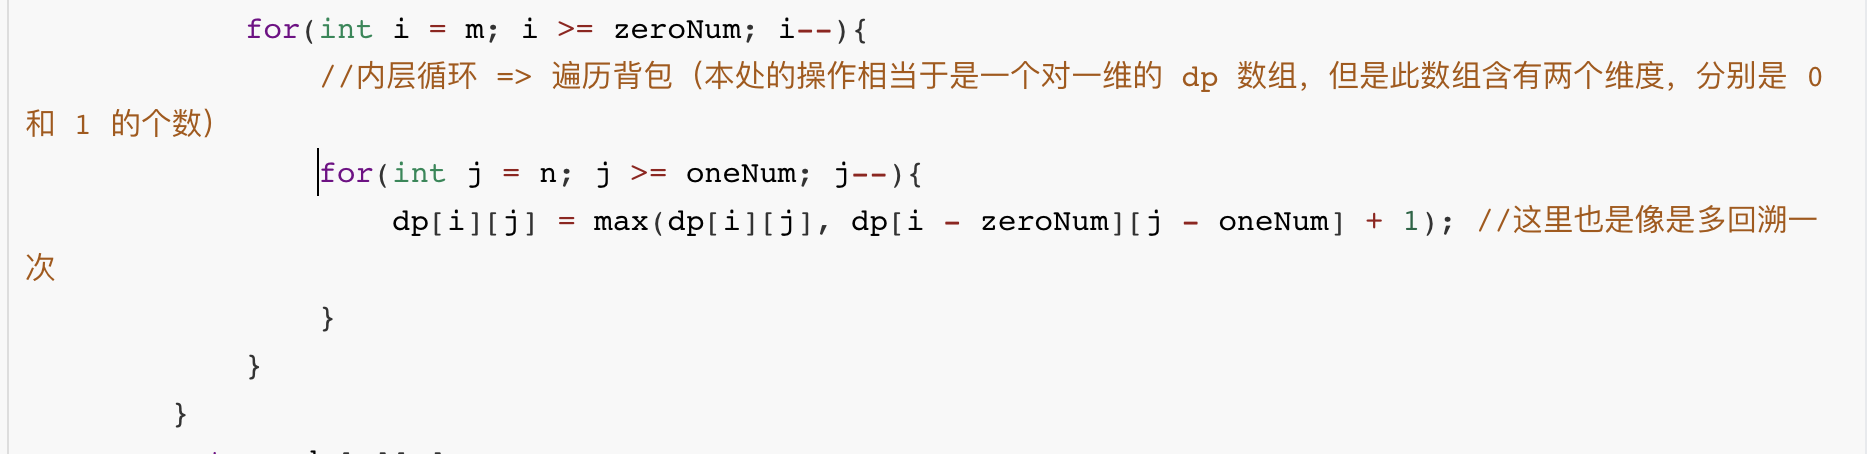 for(int i = m; i >= zeroNum; i--){
//内层循环 => 遍历背包（本处的操作相当于是一个对一维的 dp 数组，但是此数组含有两个维度，分别是 0
和 1 的个数）
for(int j = n; j >= oneNum; j--){
dp[i][j] = max(dp[i][j], dp[i - zeroNum][j - oneNum] + 1); //这里也是像是多回溯一
次
}
}
}